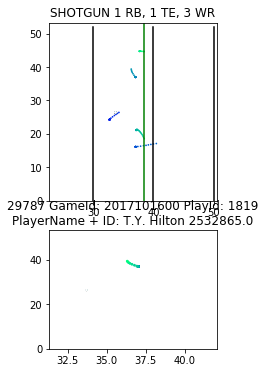 SHOTGUN 1 RB, 1 TE, 3 WR
50
40
30
20
10
0
30 40 50
29787 GameId: 2017101600 PlayId: 1819
PlayerName + ID: T.Y. Hilton 2532865.0
40
20
0
32.5 35.0 37.5 40.0